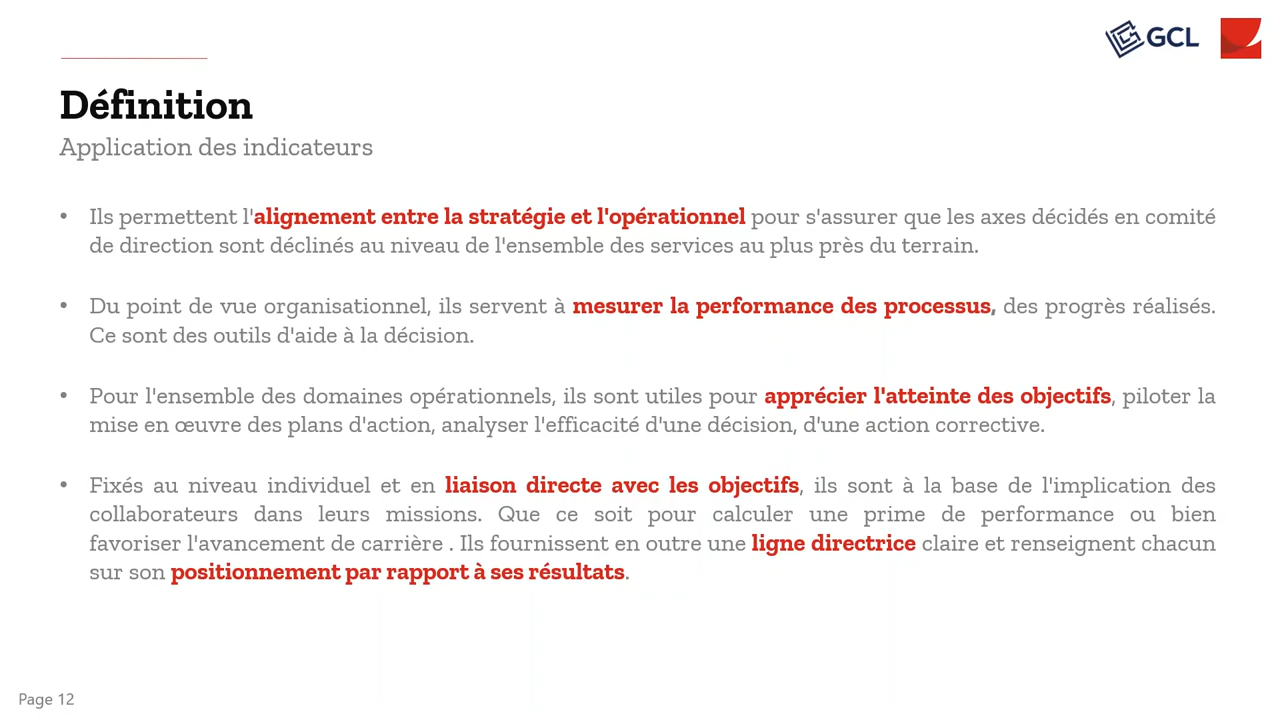 GCL
Définition
Application des indicateurs
• Ils permettent l'alignement entre la stratégie et l'opérationnel pour s'assurer que les axes décidés en comité
de direction sont déclinés au niveau de l'ensemble des services au plus près du terrain.
• Du point de vue organisationnel, ils servent à mesurer la performance des processus, des progrès réalisés.
Ce sont des outils d'aide à la décision.
• Pour l'ensemble des domaines opérationnels, ils sont utiles pour apprécier l'atteinte des objectifs, piloter la
mise en œuvre des plans d'action, analyser l'efficacité d'une décision, d'une action corrective.
• Fixés au niveau individuel et en liaison directe avec les objectifs, ils sont à la base de l'implication des
collaborateurs dans leurs missions. Que ce soit pour calculer une prime de performance ou bien
favoriser l'avancement de carrière . Ils fournissent en outre une ligne directrice claire et renseignent chacun
sur son positionnement par rapport à ses résultats.
Page 12